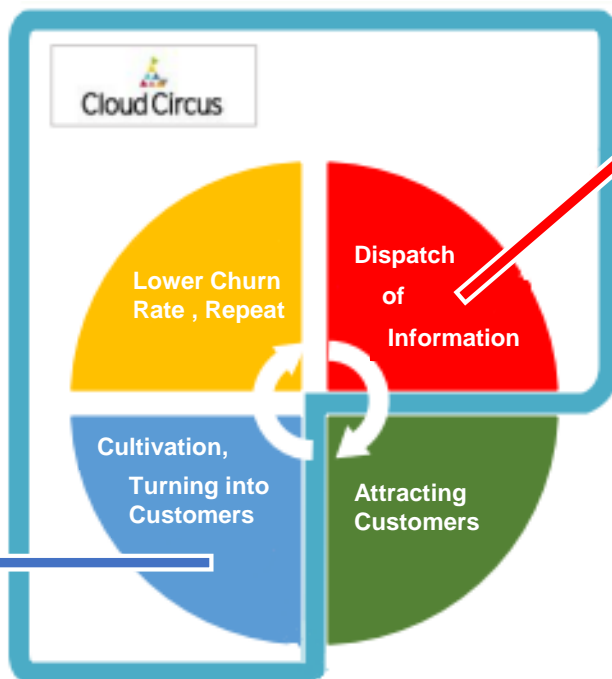 Cloud Circus
Lower Churn
Rate , Repeat
Dispatch
of
Information
Cultivation,
Turning into
Customers
Attracting
Customers